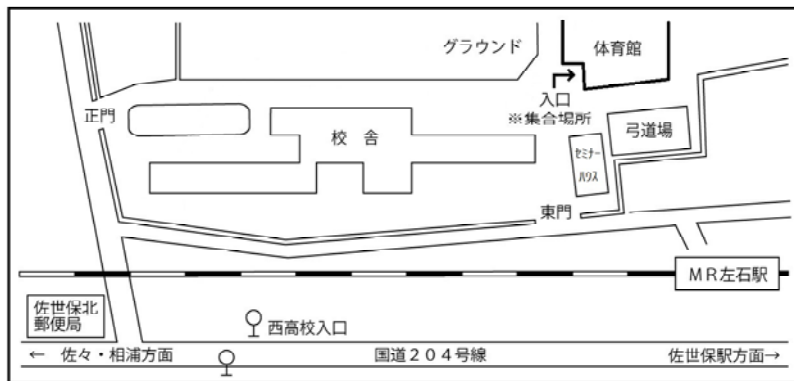 グラウンド
体育館
入口
※集合場所
正門
校 舎
弓道場
セミナー
ハウス
東門
MR左石駅
佐世保北
郵便局
西高校入口
← 佐々・相浦方面
国道204号線
佐世保駅方面→